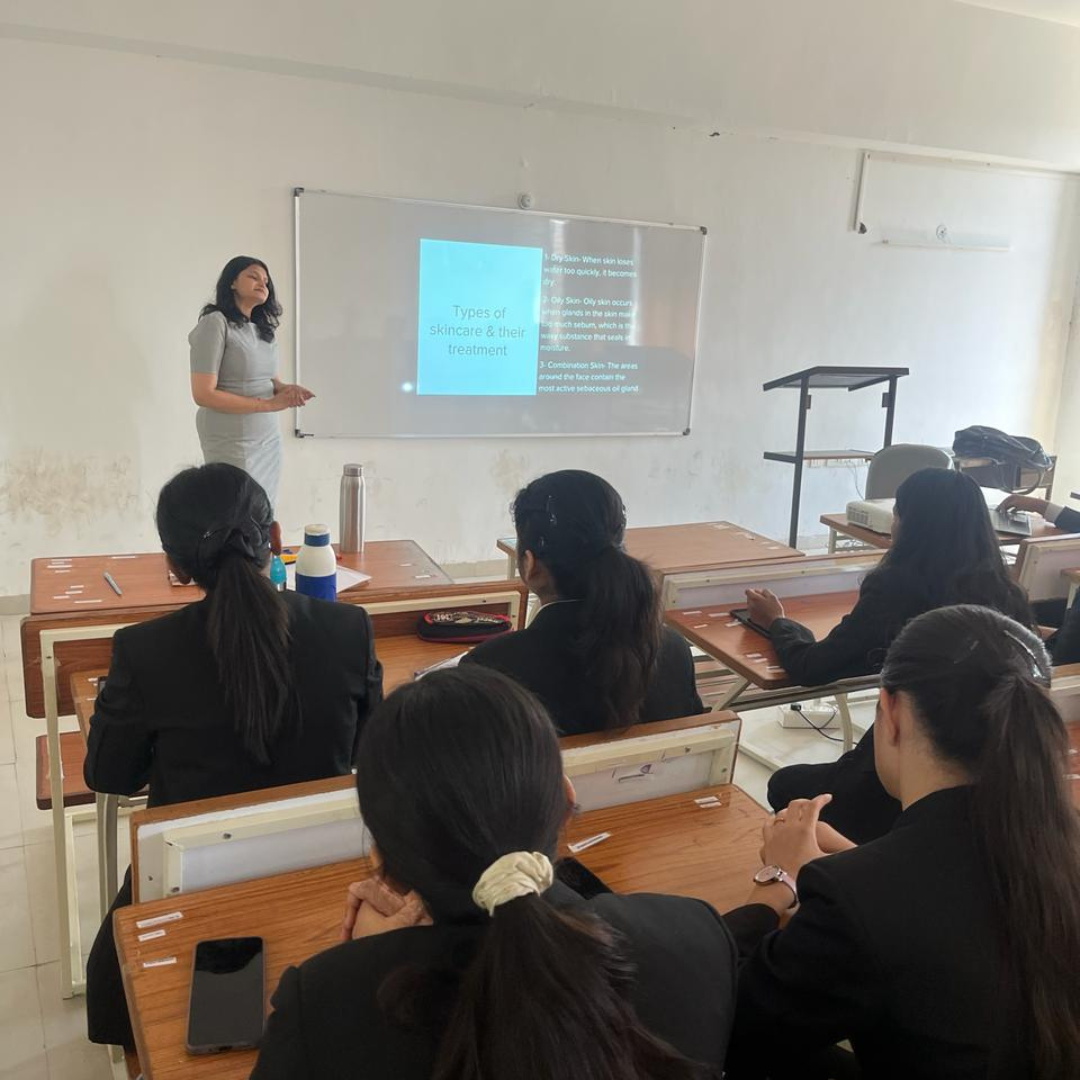 Types of
skincare & their
treatment
1- Dry Skin- When skin loses
water too quickly, it becomes
dry.
2- Oily Skin- Oily skin occurs
when glands in the skin make
too much sebum, which is the
waxy substance that seals in
moisture.
3- Combination Skin- The areas
around the face contain the
most active sebaceous oil gland